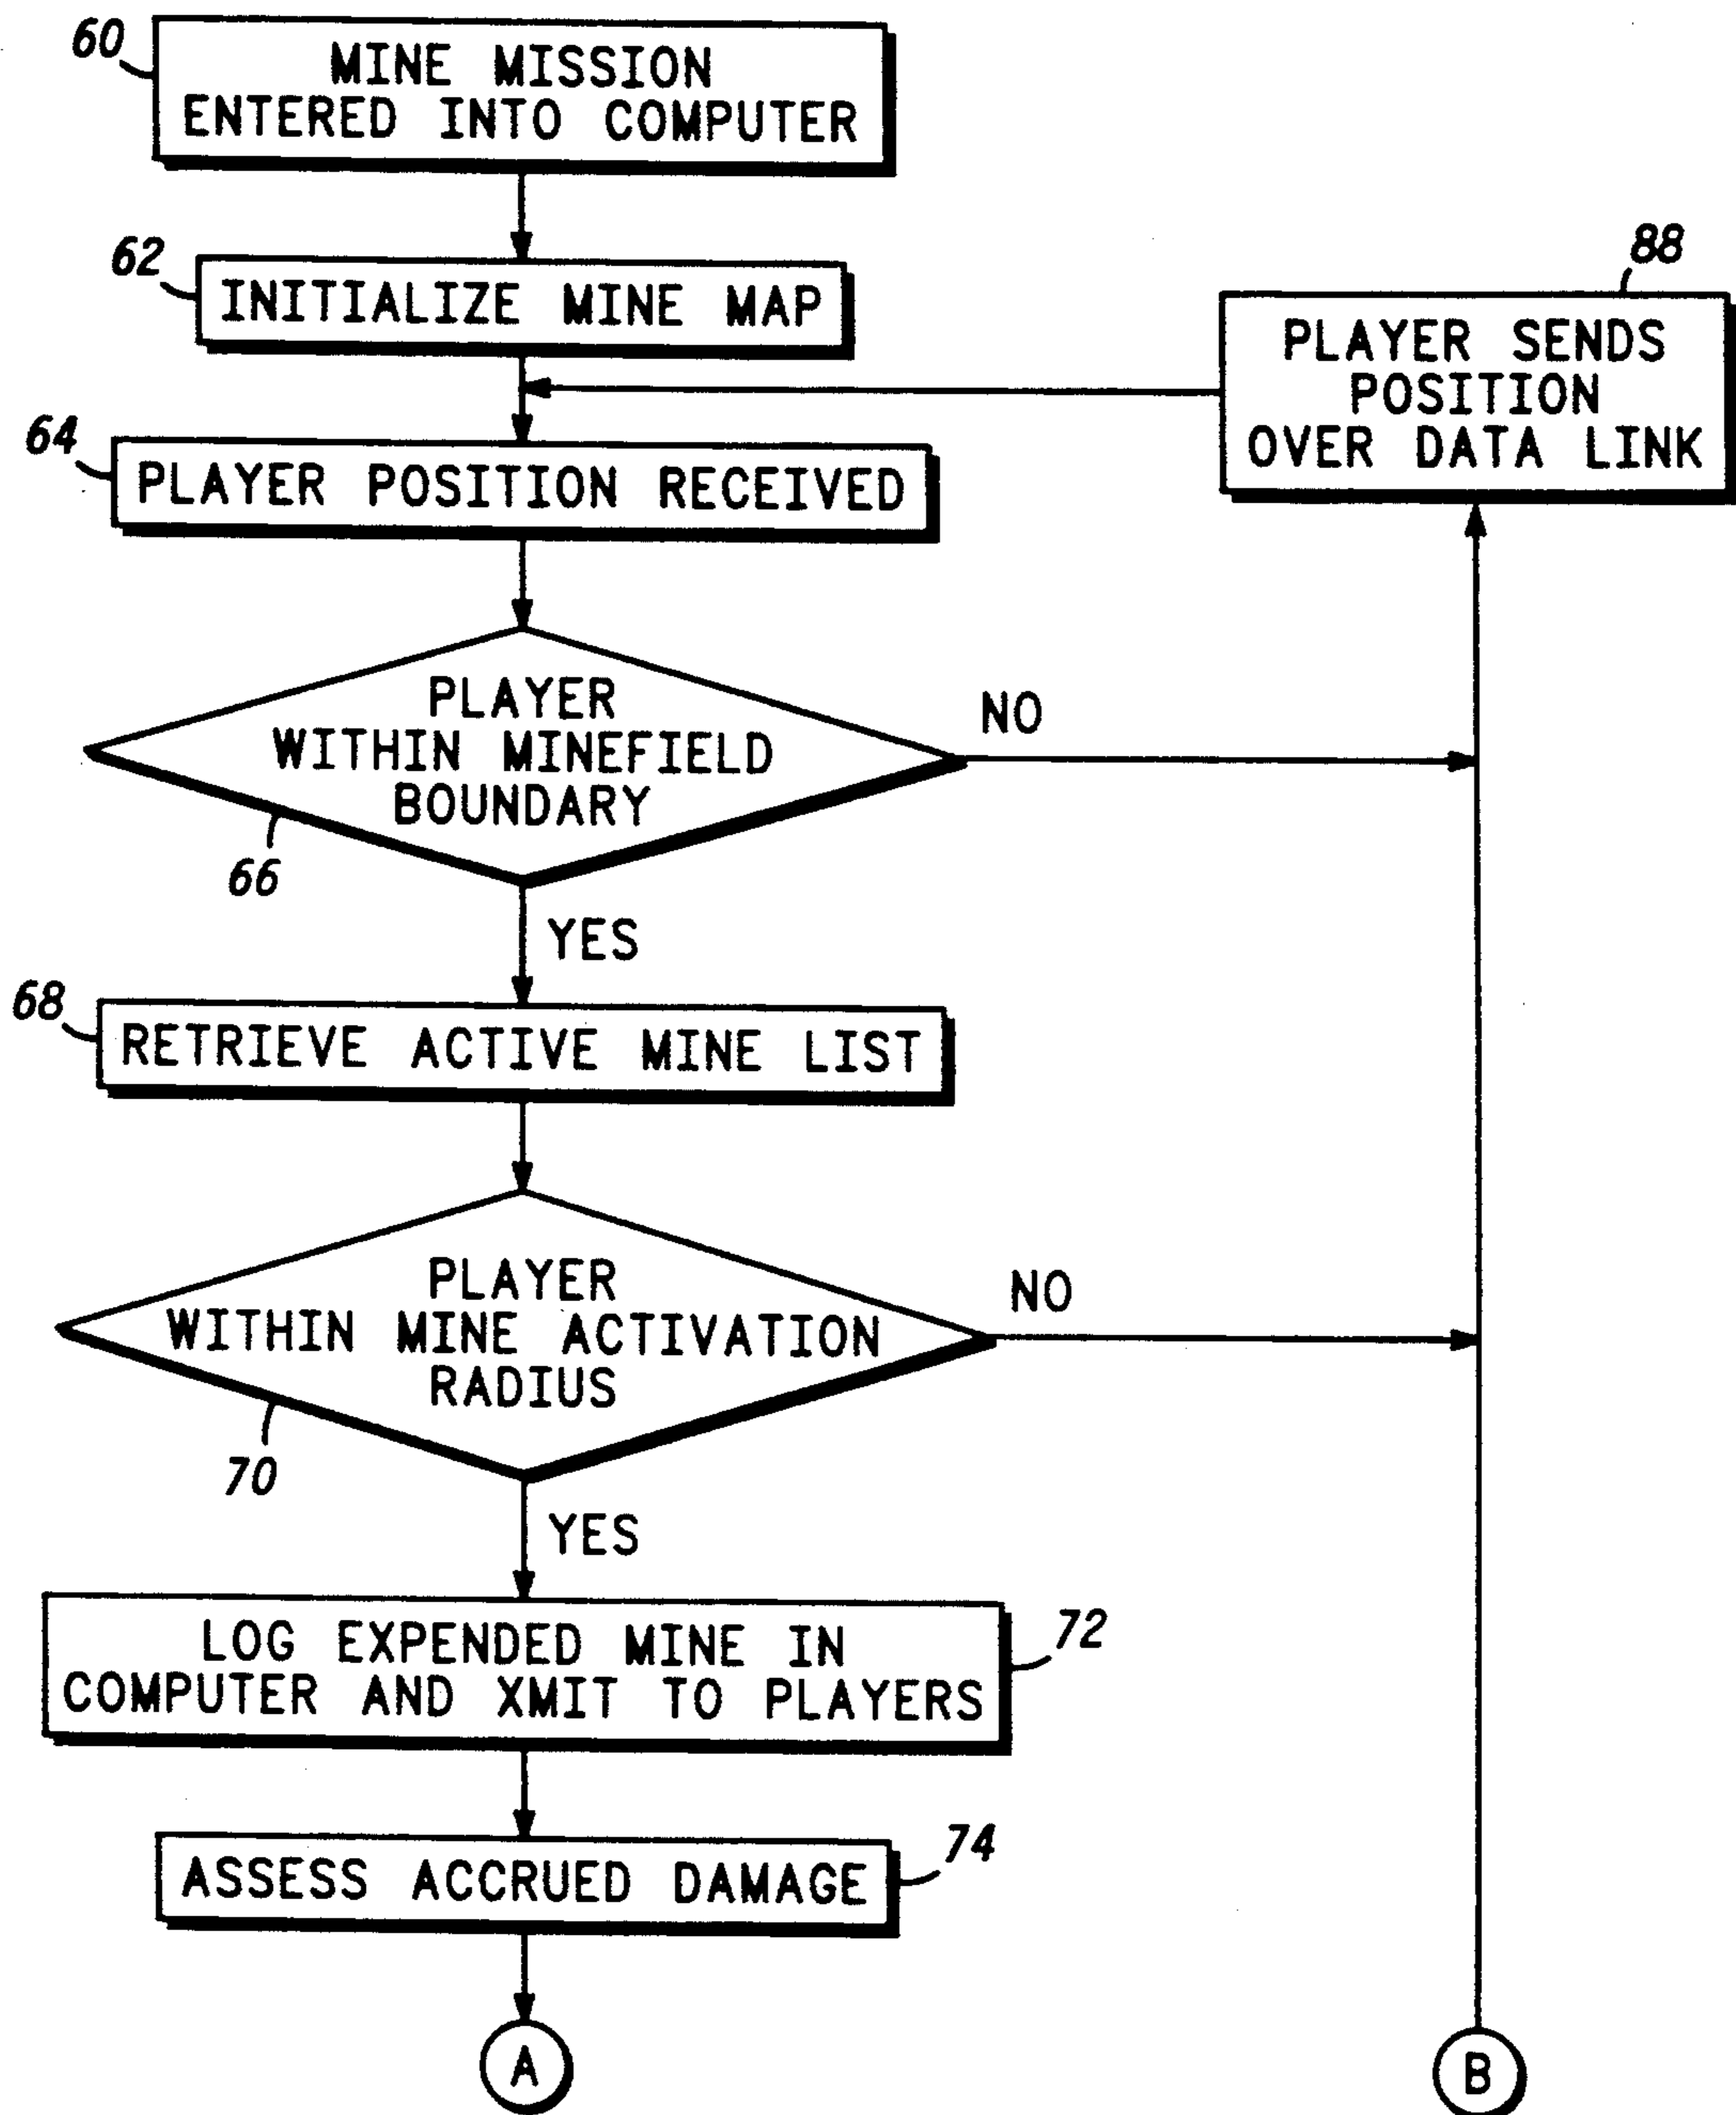 60
MINE MISSION
ENTERED INTO COMPUTER
62
INITIALIZE MINE MAP
88
PLAYER SENDS
POSITION
OVER DATA LINK
64
PLAYER POSITION RECEIVED
PLAYER
WITHIN MINEFIELD
BOUNDARY
NO
66
YES
68
RETRIEVE ACTIVE MINE LIST
PLAYER
WITHIN MINE ACTIVATION
RADIUS
NO
70
YES
LOG EXPENDED MINE IN
COMPUTER AND XMIT TO PLAYERS
72
ASSESS ACCRUED DAMAGE
74
A
B